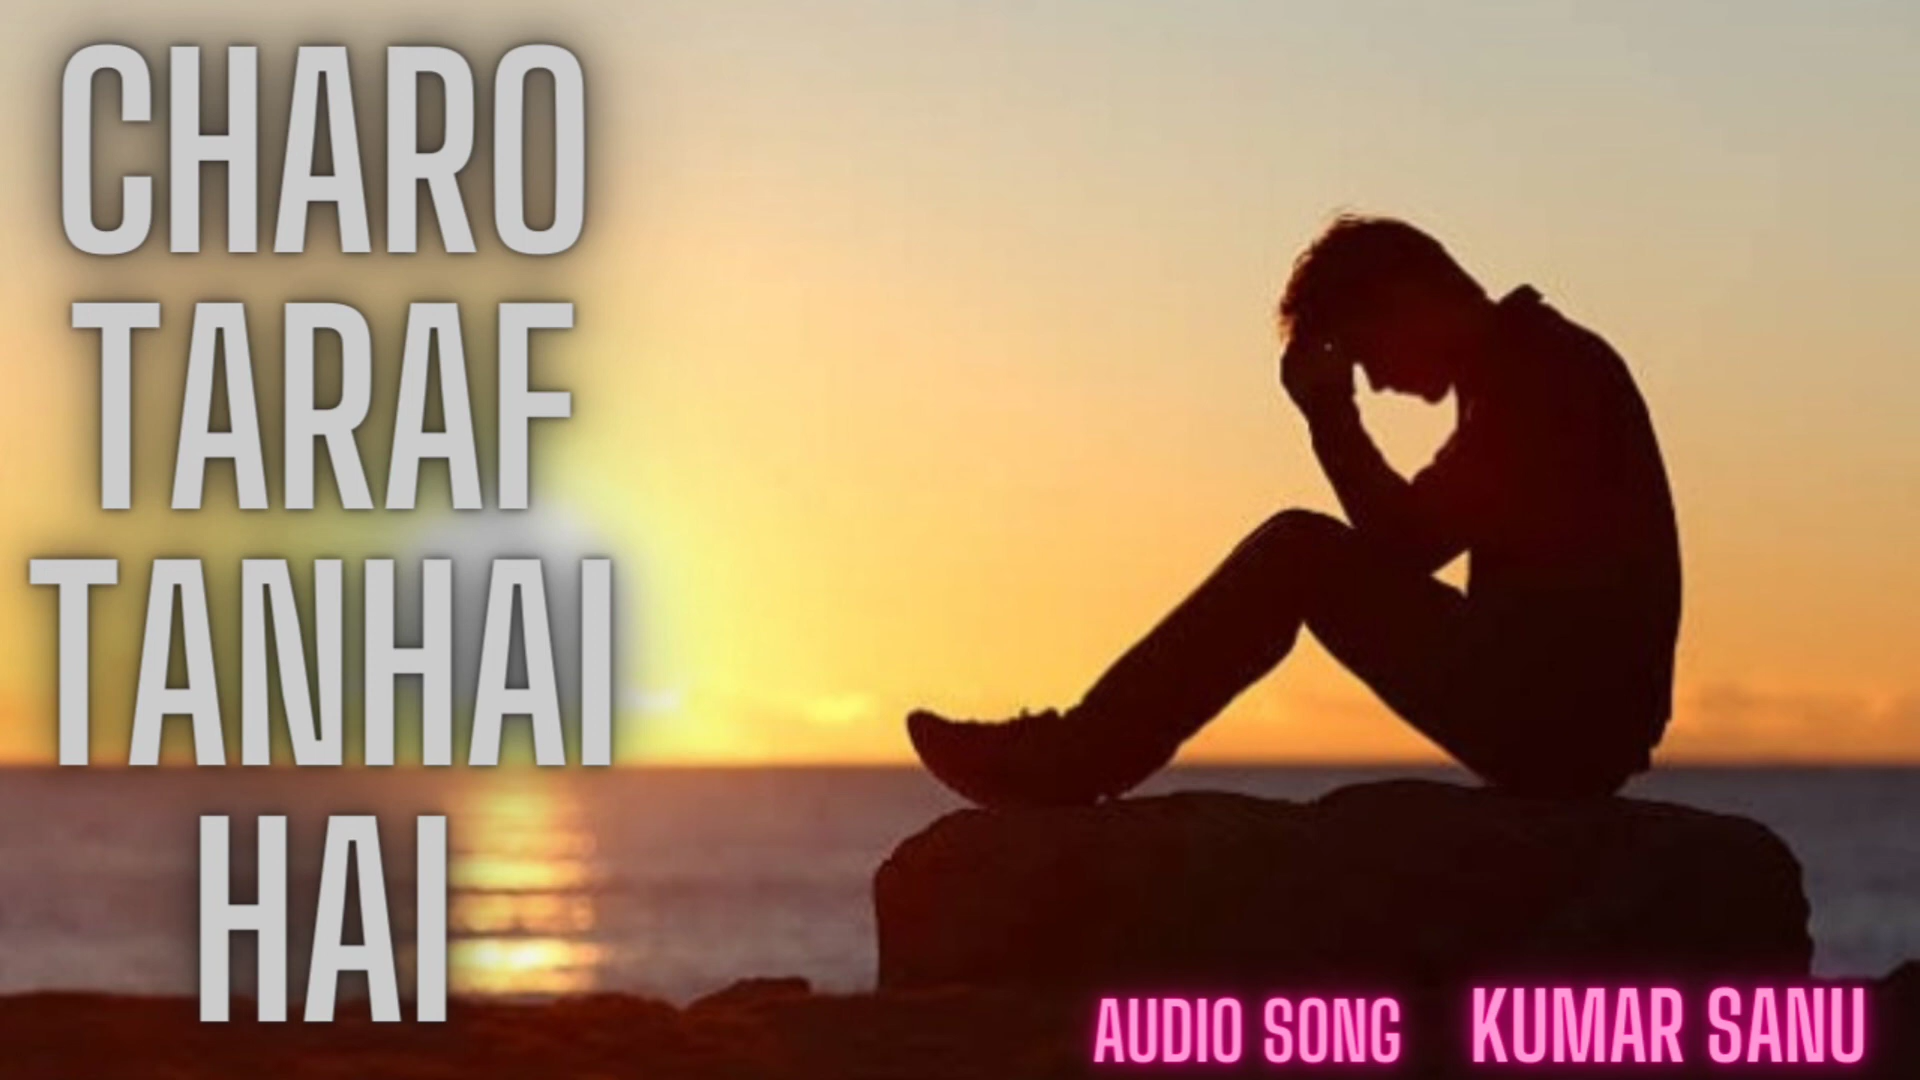 CHARO
TARAF
TANHAI
HAI
AUDIO SONG KUMAR SANU